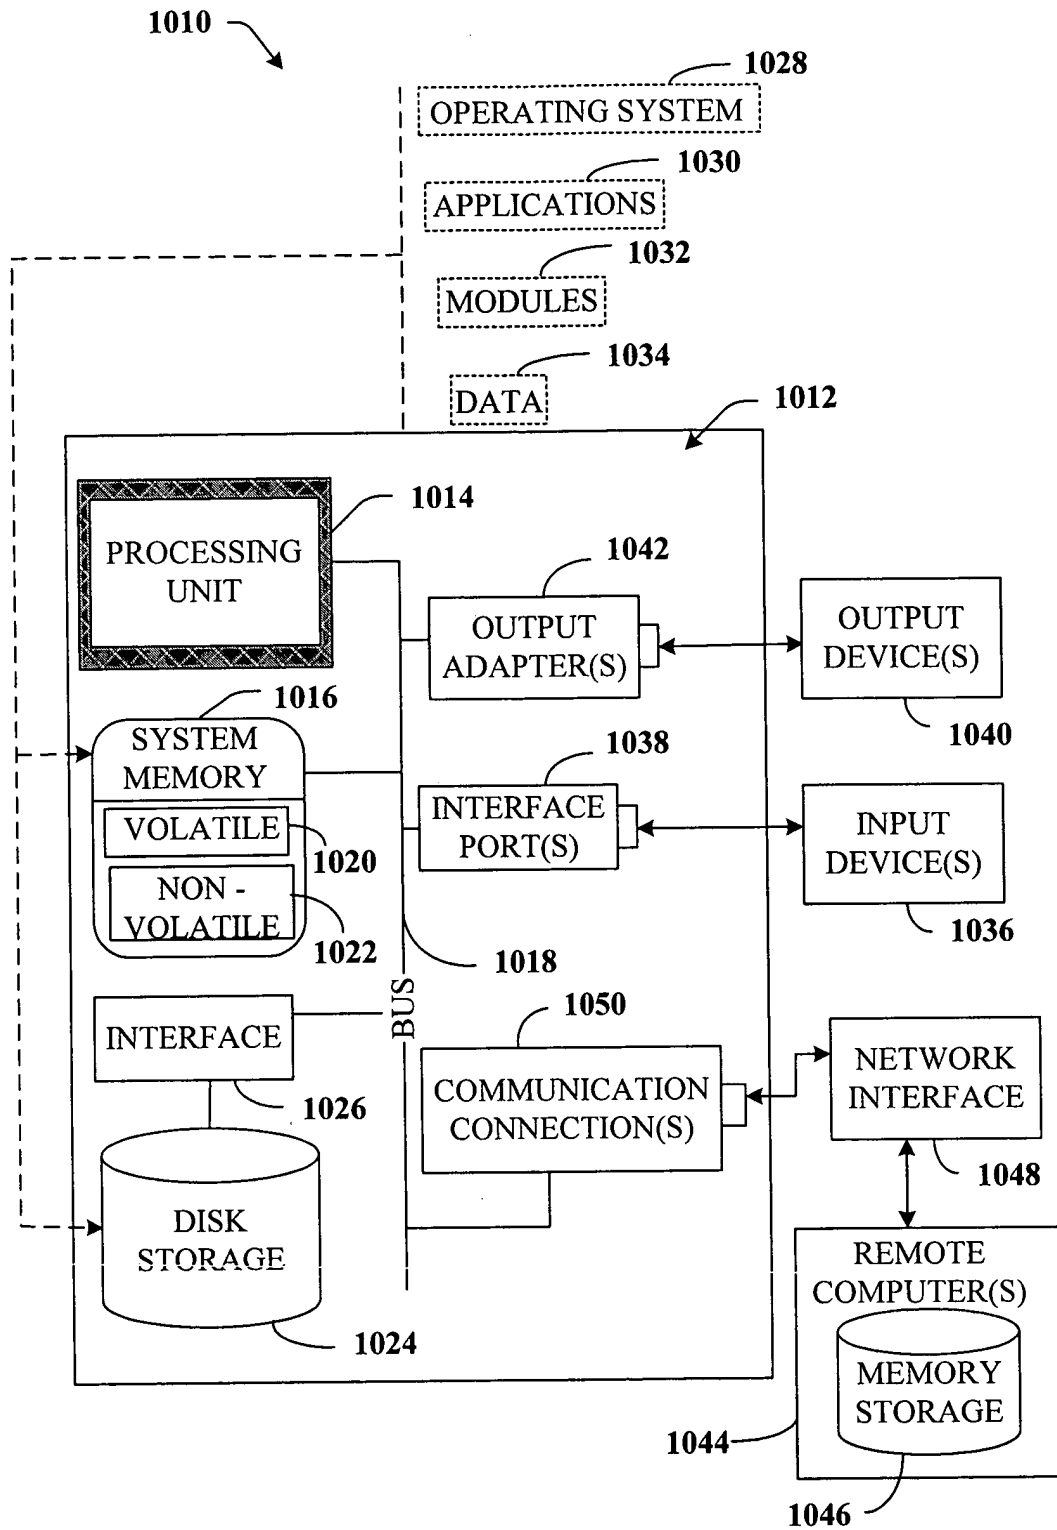 1010
1028
OPERATING SYSTEM
1030
APPLICATIONS
1032
MODULES
1034
DATA
1012
1014
PROCESSING
UNIT
1042
OUTPUT
ADAPTER(S)
OUTPUT
DEVICE(S)
1040
1016
SYSTEM
MEMORY
VOLATILE
1020
NON -
VOLATILE
1022
1038
INTERFACE
PORT(S)
INPUT
DEVICE(S)
1036
1018
BUS
INTERFACE
1026
1050
COMMUNICATION
CONNECTION(S)
NETWORK
INTERFACE
1048
DISK
STORAGE
1024
REMOTE
COMPUTER(S)
MEMORY
STORAGE
1044
1046